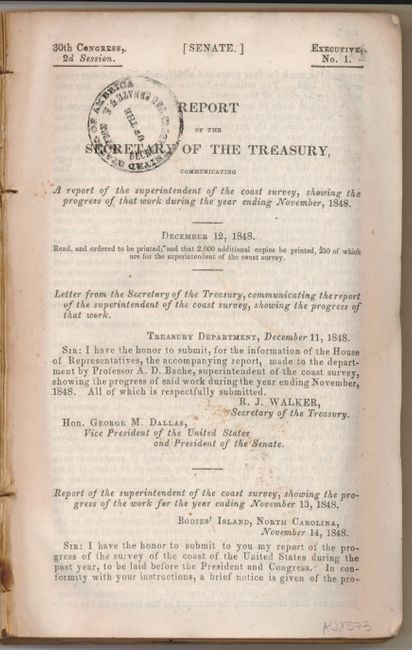 30th Congress, [SENATE.] Executive,
2d Session. No. 1.
REPORT
OF THE
SECRETARY OF THE TREASURY,
COMMUNICATING
A report of the superintendent of the coast survey, showing the
progress of that work during the year ending November, 1848.
December 12, 1848.
Read, and ordered to be printed; and that 2,000 additional copies be printed, 250 of which
are for the superintendent of the coast survey.
Letter from the Secretary of the Treasury, communicating the report
of the superintendent of the coast survey, showing the progress of
that work.
Treasury Department, December 11, 1848.
Sir: I have the honor to submit, for the information of the House
of Representatives, the accompanying report, made to the depart-
ment by Professor A. D. Bache, superintendent of the coast survey,
showing the progress of said work during the year ending November,
1848. All of which is respectfully submitted.
R. J. WALKER,
Secretary of the Treasury.
Hon. George M. Dallas,
Vice President of the United States
and President of the Senate.
Report of the superintendent of the coast survey, showing the pro-
gress of the work for the year ending November 13, 1848.
Bodies' Island, North Carolina,
November 14, 1848.
Sir: I have the honor to submit to you my report of the pro-
gress of the survey of the coast of the United States during the
past year, to be laid before the President and Congress. In con-
formity with your instructions, a brief notice is given of the pro-